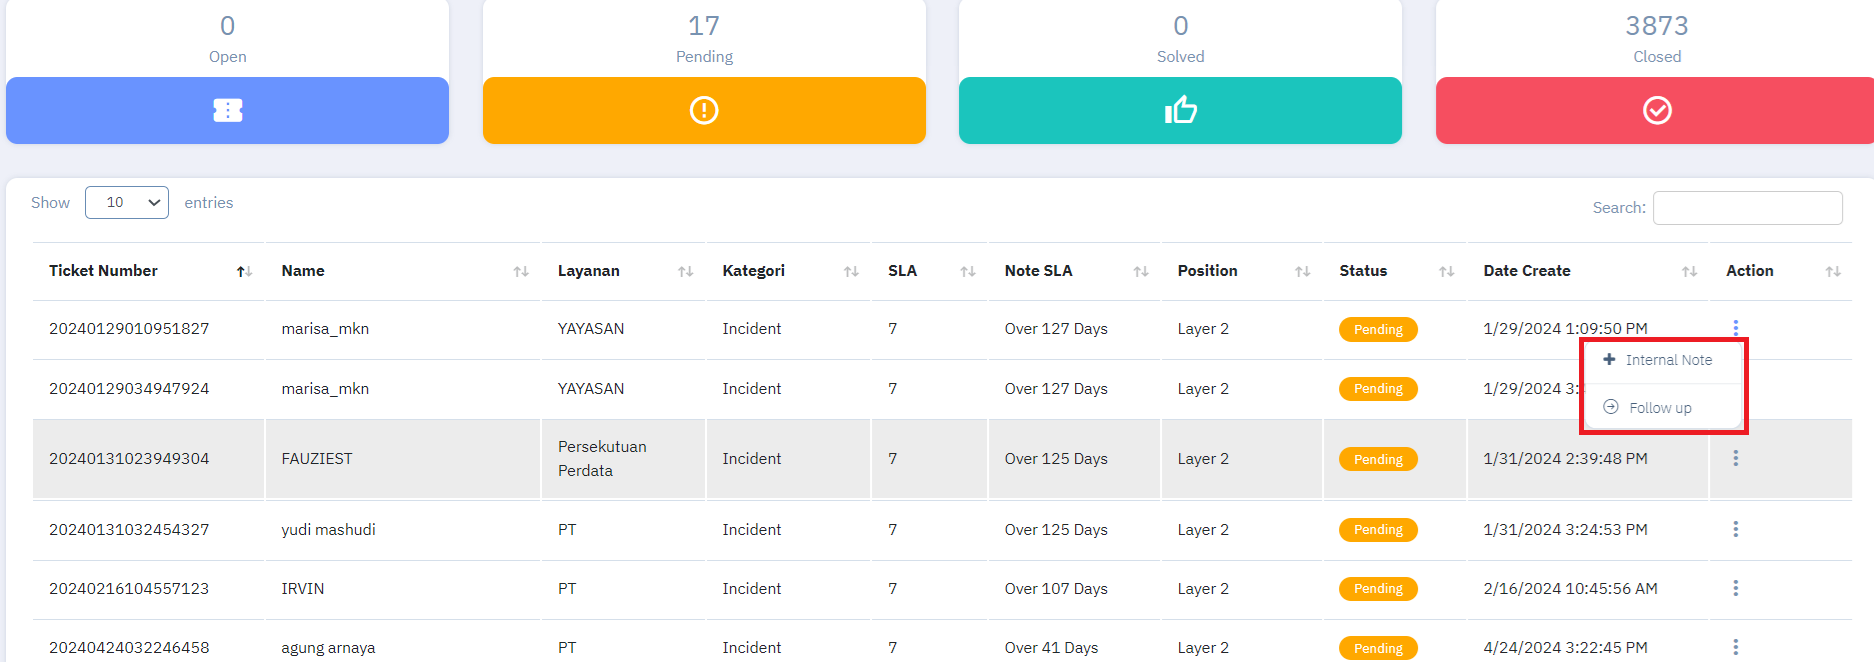 0
Open
17
Pending
0
Solved
3873
Closed
Show 10 entries
Search:
Ticket Number Name Layanan Kategori SLA Note SLA Position Status Date Create Action
20240129010951827 marisa_mkn YAYASAN Incident 7 Over 127 Days Layer 2 Pending 1/29/2024 1:09:50 PM
Internal Note
20240129034947924 marisa_mkn YAYASAN Incident 7 Over 127 Days Layer 2 Pending 1/29/2024 3:
Follow up
20240131023949304 FAUZIEST Persekutuan Perdata Incident 7 Over 125 Days Layer 2 Pending 1/31/2024 2:39:48 PM
20240131032454327 yudi mashudi PT Incident 7 Over 125 Days Layer 2 Pending 1/31/2024 3:24:53 PM
20240216104557123 IRVIN PT Incident 7 Over 107 Days Layer 2 Pending 2/16/2024 10:45:56 AM
20240424032246458 agung arnaya PT Incident 7 Over 41 Days Layer 2 Pending 4/24/2024 3:22:45 PM